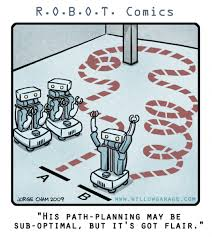 R.O.B.O.T. Comics
A
B
JORGE CHAM 2009
WWW.WILLOWGARAGE.COM
"HIS PATH-PLANNING MAY BE
SUB-OPTIMAL, BUT IT'S GOT FLAIR."